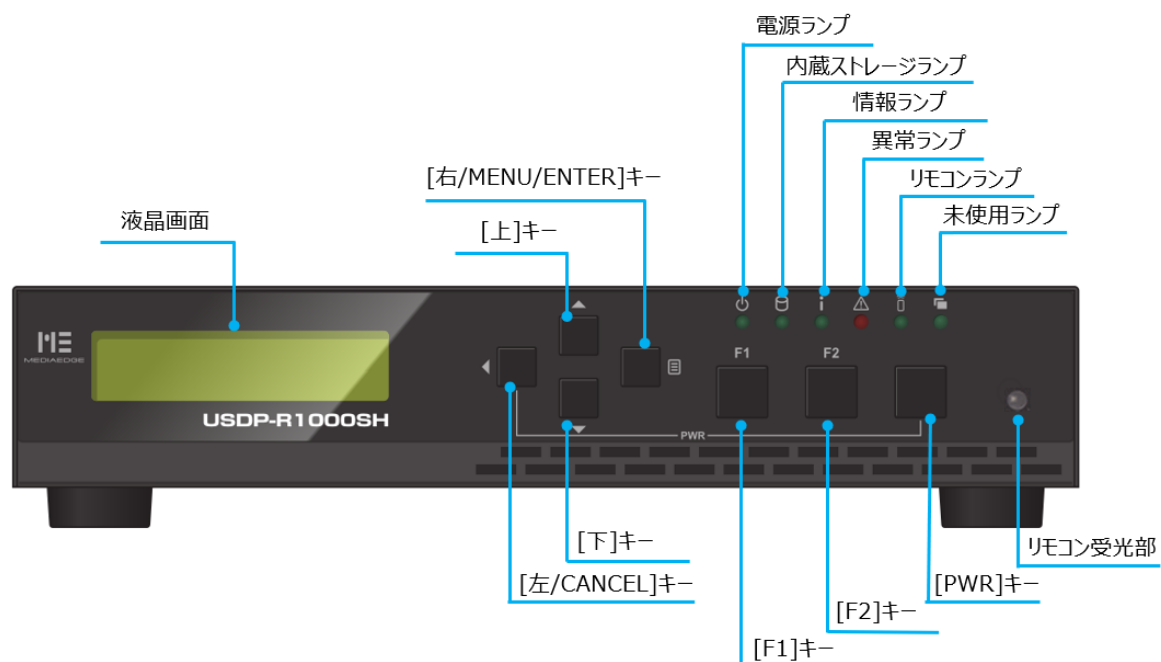 電源ランプ
内蔵ストレージランプ
情報ランプ
異常ランプ
[右/MENU/ENTER]キー
リモコンランプ
液晶画面
[上]キー
未使用ランプ
ME
MEDIAEDGE
F1
F2
USDP-R1000SH
PWR
[下]キー
リモコン受光部
[左/CANCEL]キー
[PWR]キー
[F2]キー
[F1]キー